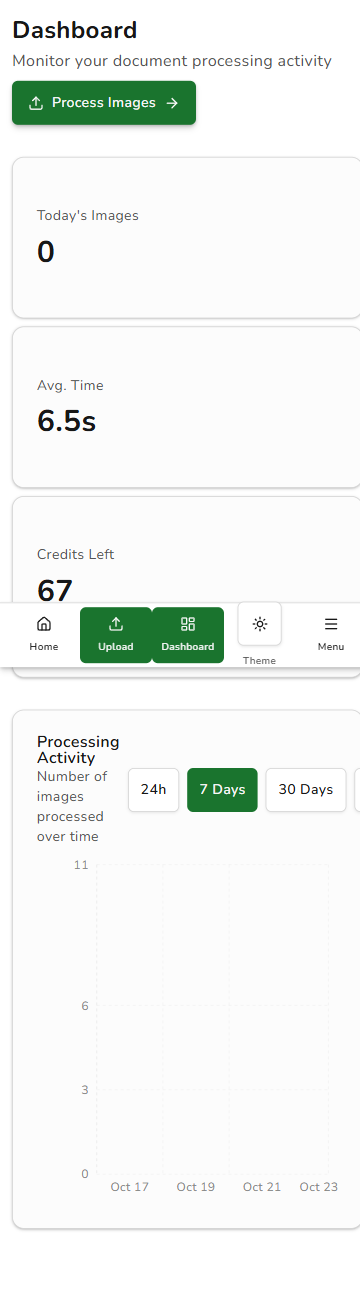 Dashboard
Monitor your document processing activity
Process Images
Today's Images
0
Avg. Time
6.5s
Credits Left
67
Home
Upload
Dashboard
Theme
Menu
Processing
Activity
Number of
images
processed
over time
24h
7 Days
30 Days
11
6
3
0
Oct 17
Oct 19
Oct 21
Oct 23